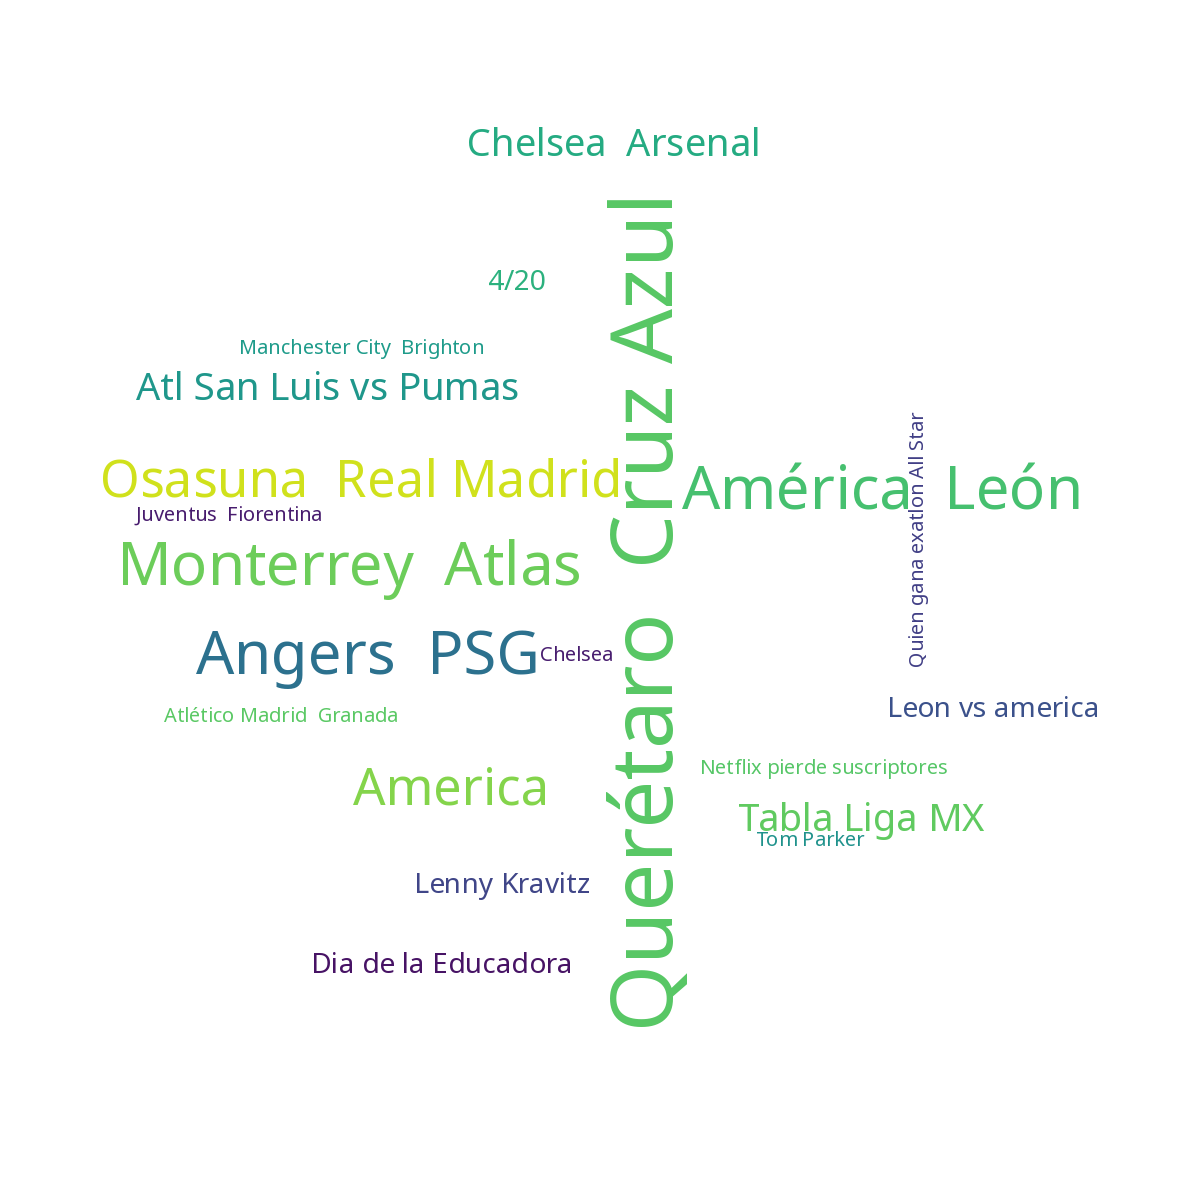 Chelsea Arsenal
Querétaro Cruz Azul
4/20
Manchester City Brighton
Atl San Luis vs Pumas
Osasuna Real Madrid
América León
Quien gana exatlon All Star
Juventus Fiorentina
Monterrey Atlas
Angers PSG
Chelsea
Leon vs america
Atlético Madrid Granada
Netflix pierde suscriptores
America
Tabla Liga MX
Tom Parker
Lenny Kravitz
Dia de la Educadora